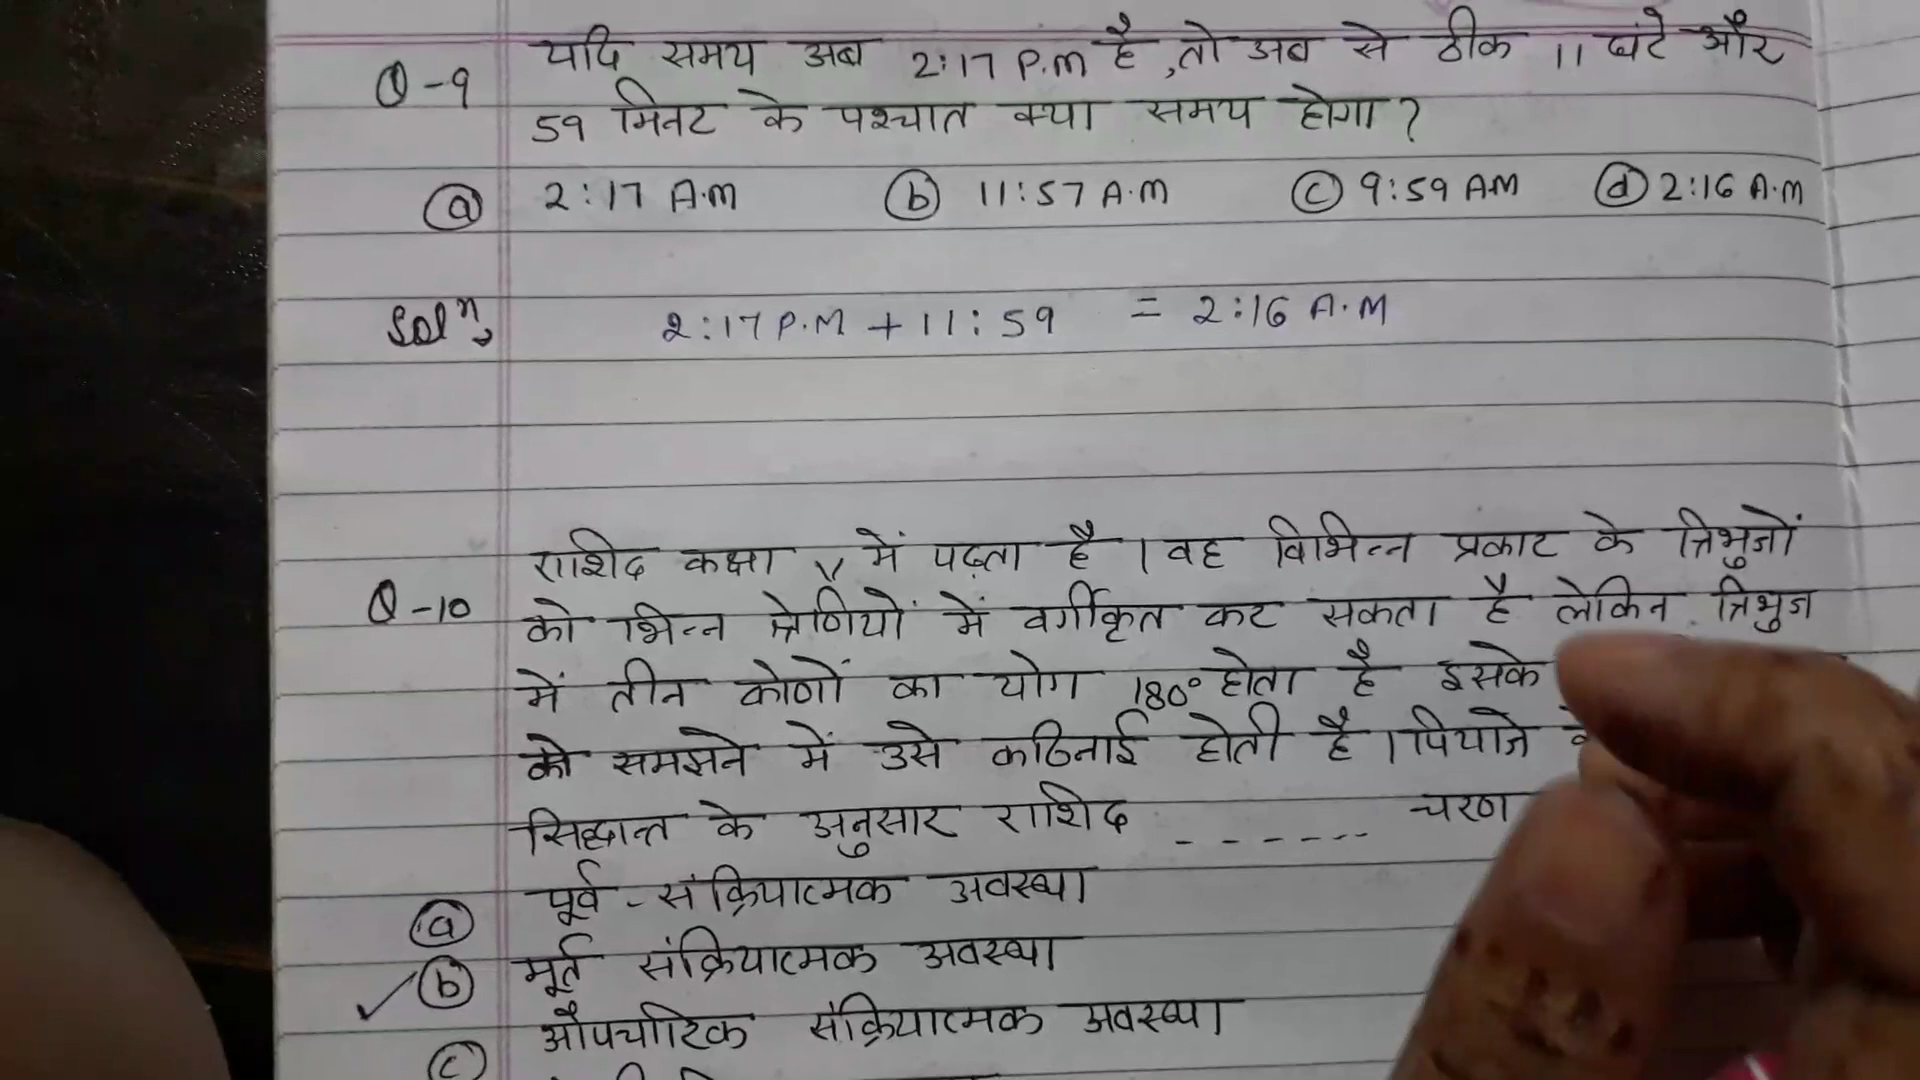 Q-9 यदि समय अब 2:17 P.M है, तो अब से ठीक 11 घंटे और
59 मिनट के पश्चात क्या समय होगा?
(a) 2:17 A.M (b) 11:57 A.M (c) 9:59 A.M (d) 2:16 A.M
Solⁿ, 2:17 P.M + 11:59 = 2:16 A.M
Q-10 राशिद कक्षा V में पढ़ता है । वह विभिन्न प्रकार के त्रिभुजों
को भिन्न श्रेणियों में वर्गीकृत कर सकता है लेकिन त्रिभुज
में तीन कोणों का योग 180° होता है इसके
को समझने में उसे कठिनाई होती है । पियाजे
सिद्धान्त के अनुसार राशिद ------ चरण
(a) पूर्व-संक्रियात्मक अवस्था
✓(b) मूर्त संक्रियात्मक अवस्था
(c) औपचारिक संक्रियात्मक अवस्था